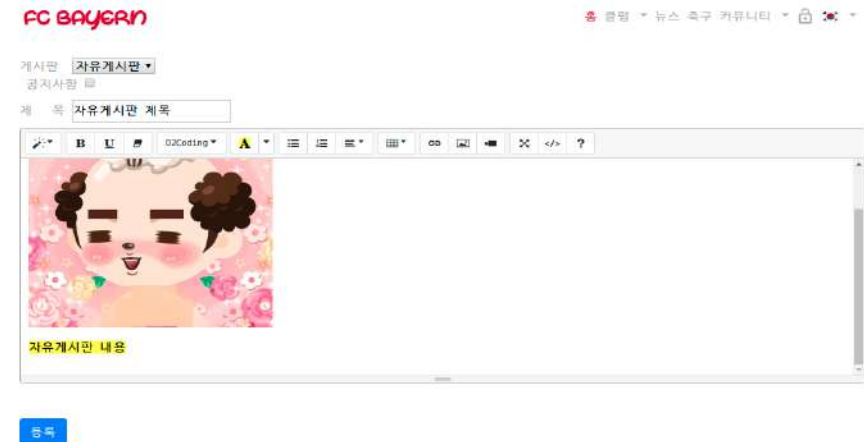 FC BAYERN
홈 클럽 뉴스 축구 커뮤니티
게시판 자유게시판
공지사항
제 목 자유게시판 제목
B U D2Coding A </> ?
자유게시판 내용
등록